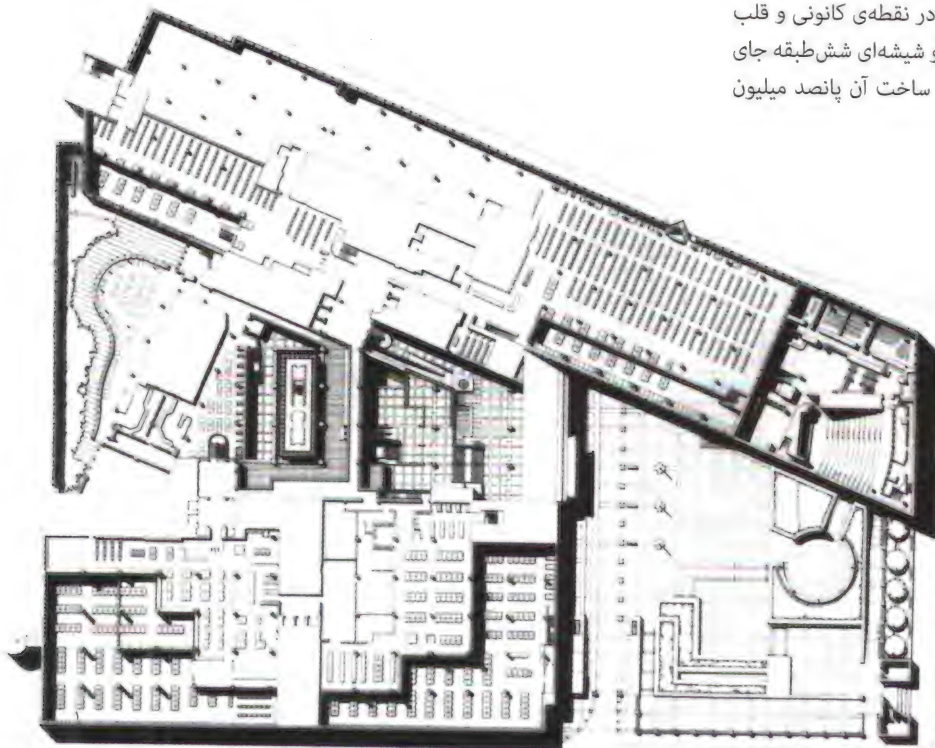 در نقطه‌ی کانونی و قلب
و شیشه‌ای شش‌طبقه جای
ساخت آن پانصد میلیون